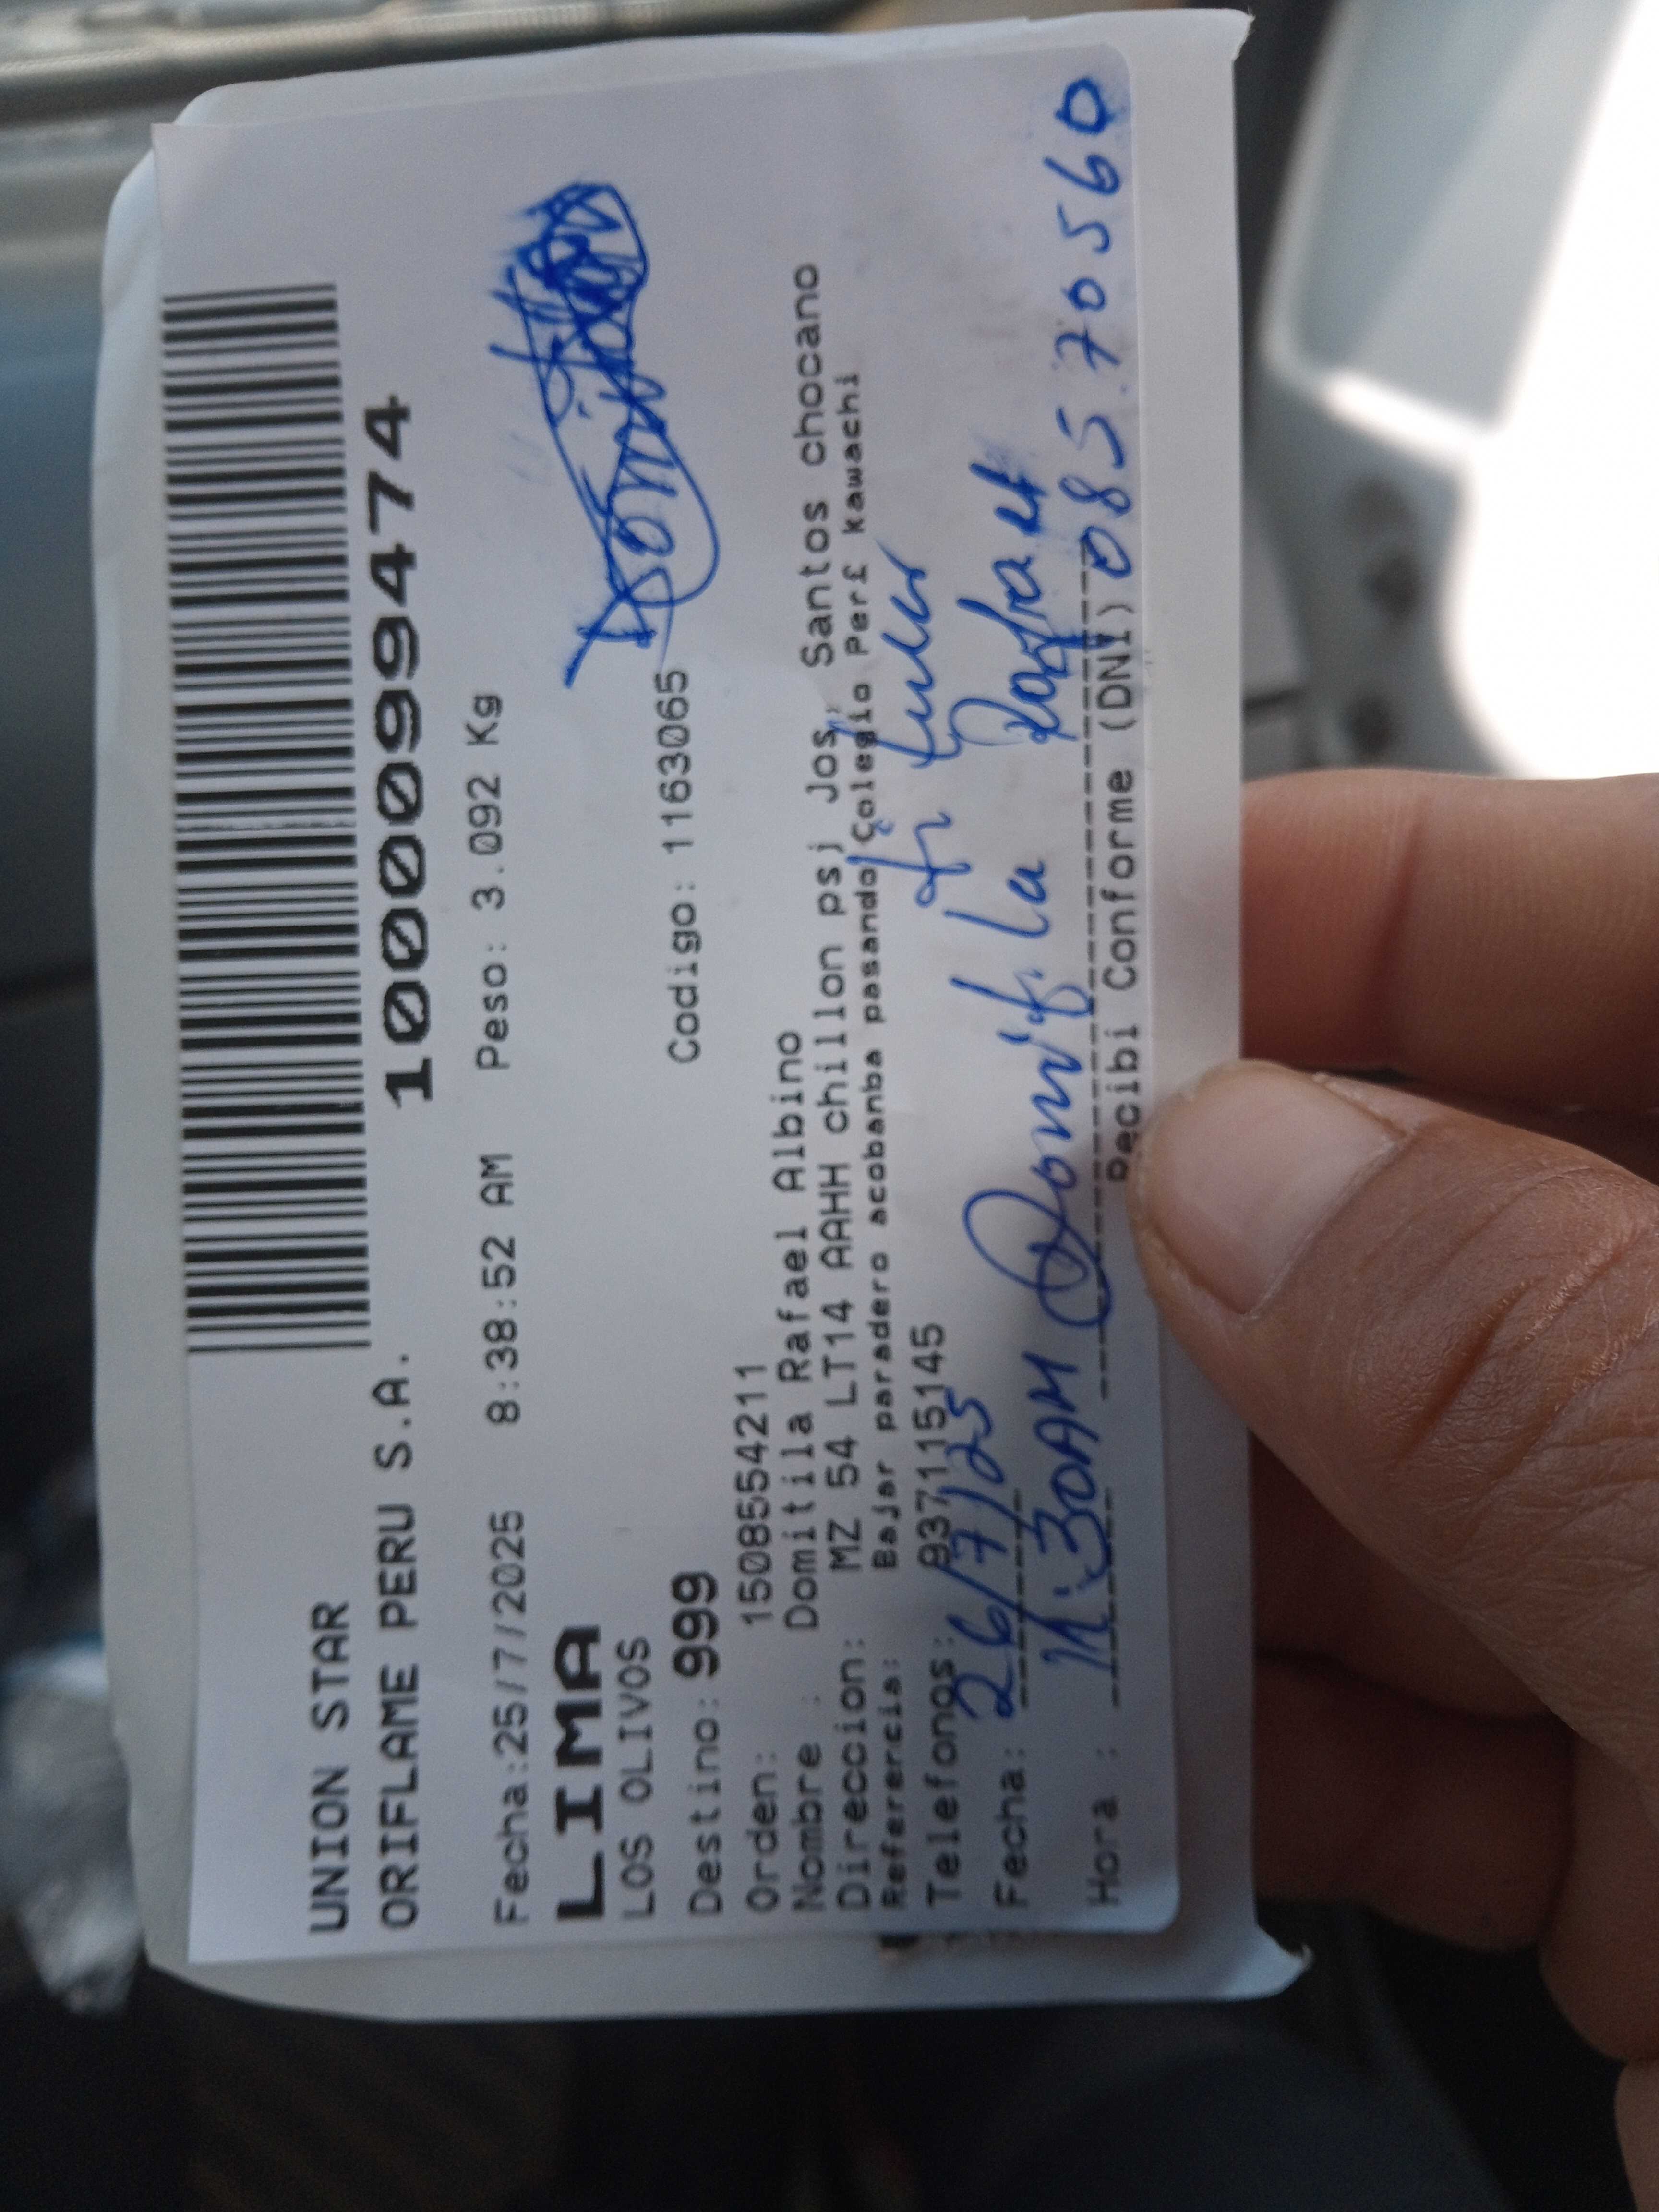 UNION STAR
ORIFLAME PERU S.A.
1000099474
Fecha:25/7/2025 8:38:52 AM Peso: 3.092 Kg
LIMA
LOS OLIVOS
Destino: 999 Codigo: 1163065
Orden: 1508554211
Nombre : Domitila Rafael Albino
Direccion: MZ 54 LT14 AAHH chillon psj Jos, Santos chocano
Referencia: Bajar paradero acobanba pasando Colegio Perf kawachi
Telefonos: 937115145
Fecha: 26/7/25
Hora : 11:30AM Domitila Rafael 08570560
Recibi Conforme (DNI)